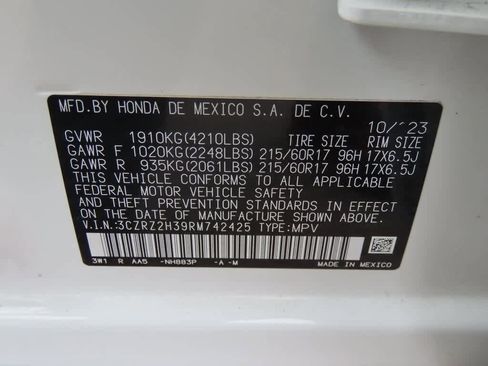 MFD.BY HONDA DE MEXICO S.A. DE C.V.
10/'23
GVWR 1910KG(4210LBS) TIRE SIZE RIM SIZE
GAWR F 1020KG(2248LBS) 215/60R17 96H 17X6.5J
GAWR R 935KG(2061LBS) 215/60R17 96H 17X6.5J
THIS VEHICLE CONFORMS TO ALL APPLICABLE
FEDERAL MOTOR VEHICLE SAFETY
AND THEFT PREVENTION STANDARDS IN EFFECT
ON THE DATE OF MANUFACTURE SHOWN ABOVE.
V.I.N:3CZRZ2H39RM742425 TYPE:MPV
3W1 R AA5 -NH883P -A -M
MADE IN MEXICO